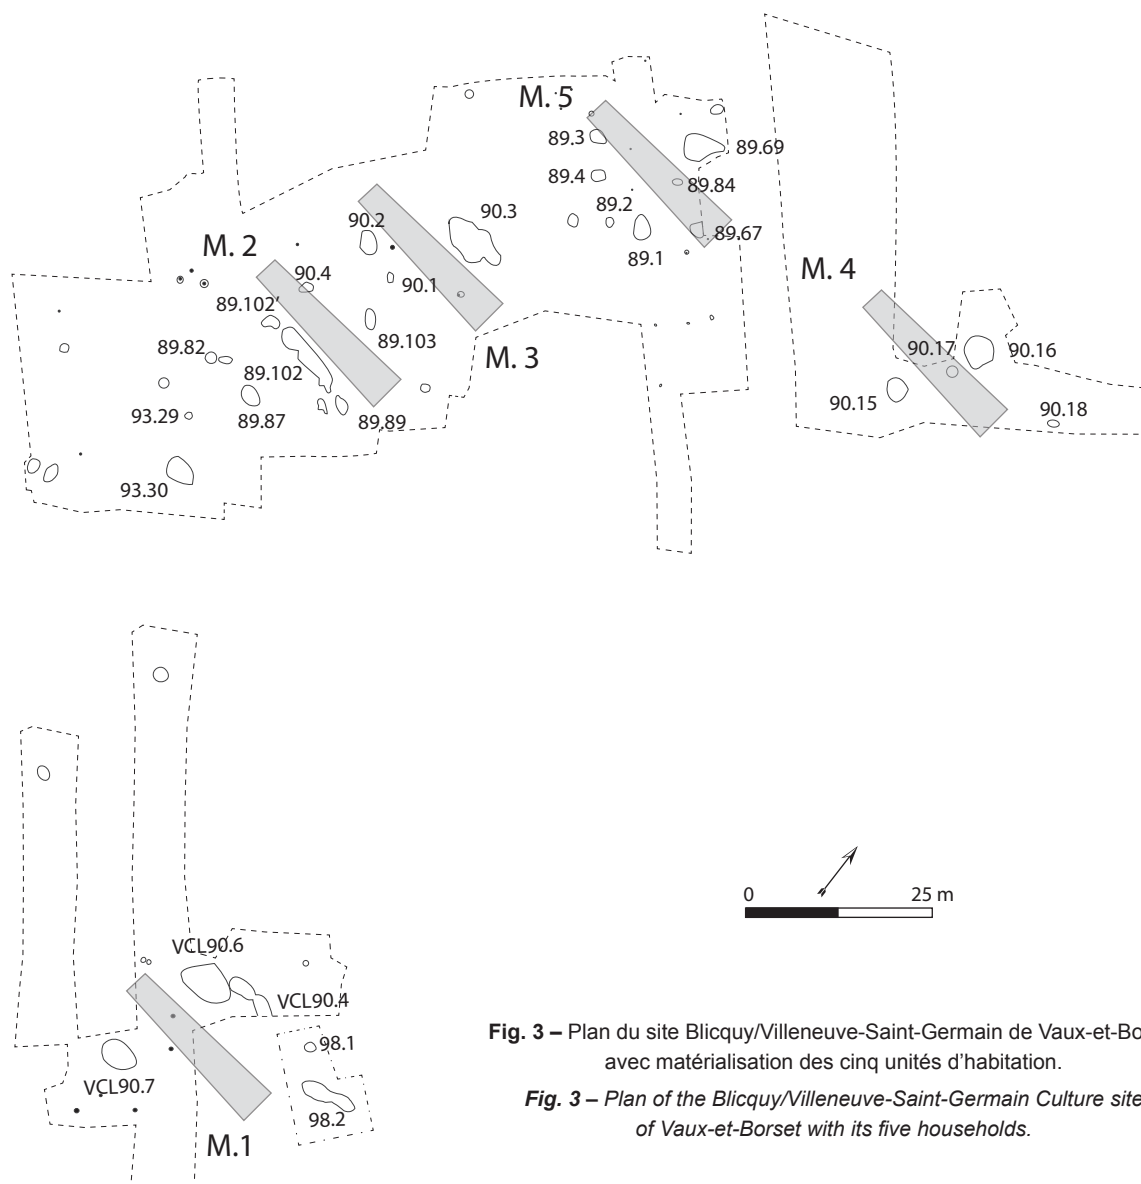 M. 5
89.3
89.69
89.4
89.84
90.2
90.3
89.2
89.67
M. 2
89.1
90.4
90.1
M. 4
89.102'
89.103
89.82
M. 3
90.17
90.16
89.102
90.15
93.29
89.87
89.89
90.18
93.30
0 25 m
VCL90.6
VCL90.4
98.1
VCL90.7
98.2
M.1
Fig. 3 – Plan du site Blicquy/Villeneuve-Saint-Germain de Vaux-et-Bo
avec matérialisation des cinq unités d’habitation.
Fig. 3 – Plan of the Blicquy/Villeneuve-Saint-Germain Culture site
of Vaux-et-Borset with its five households.